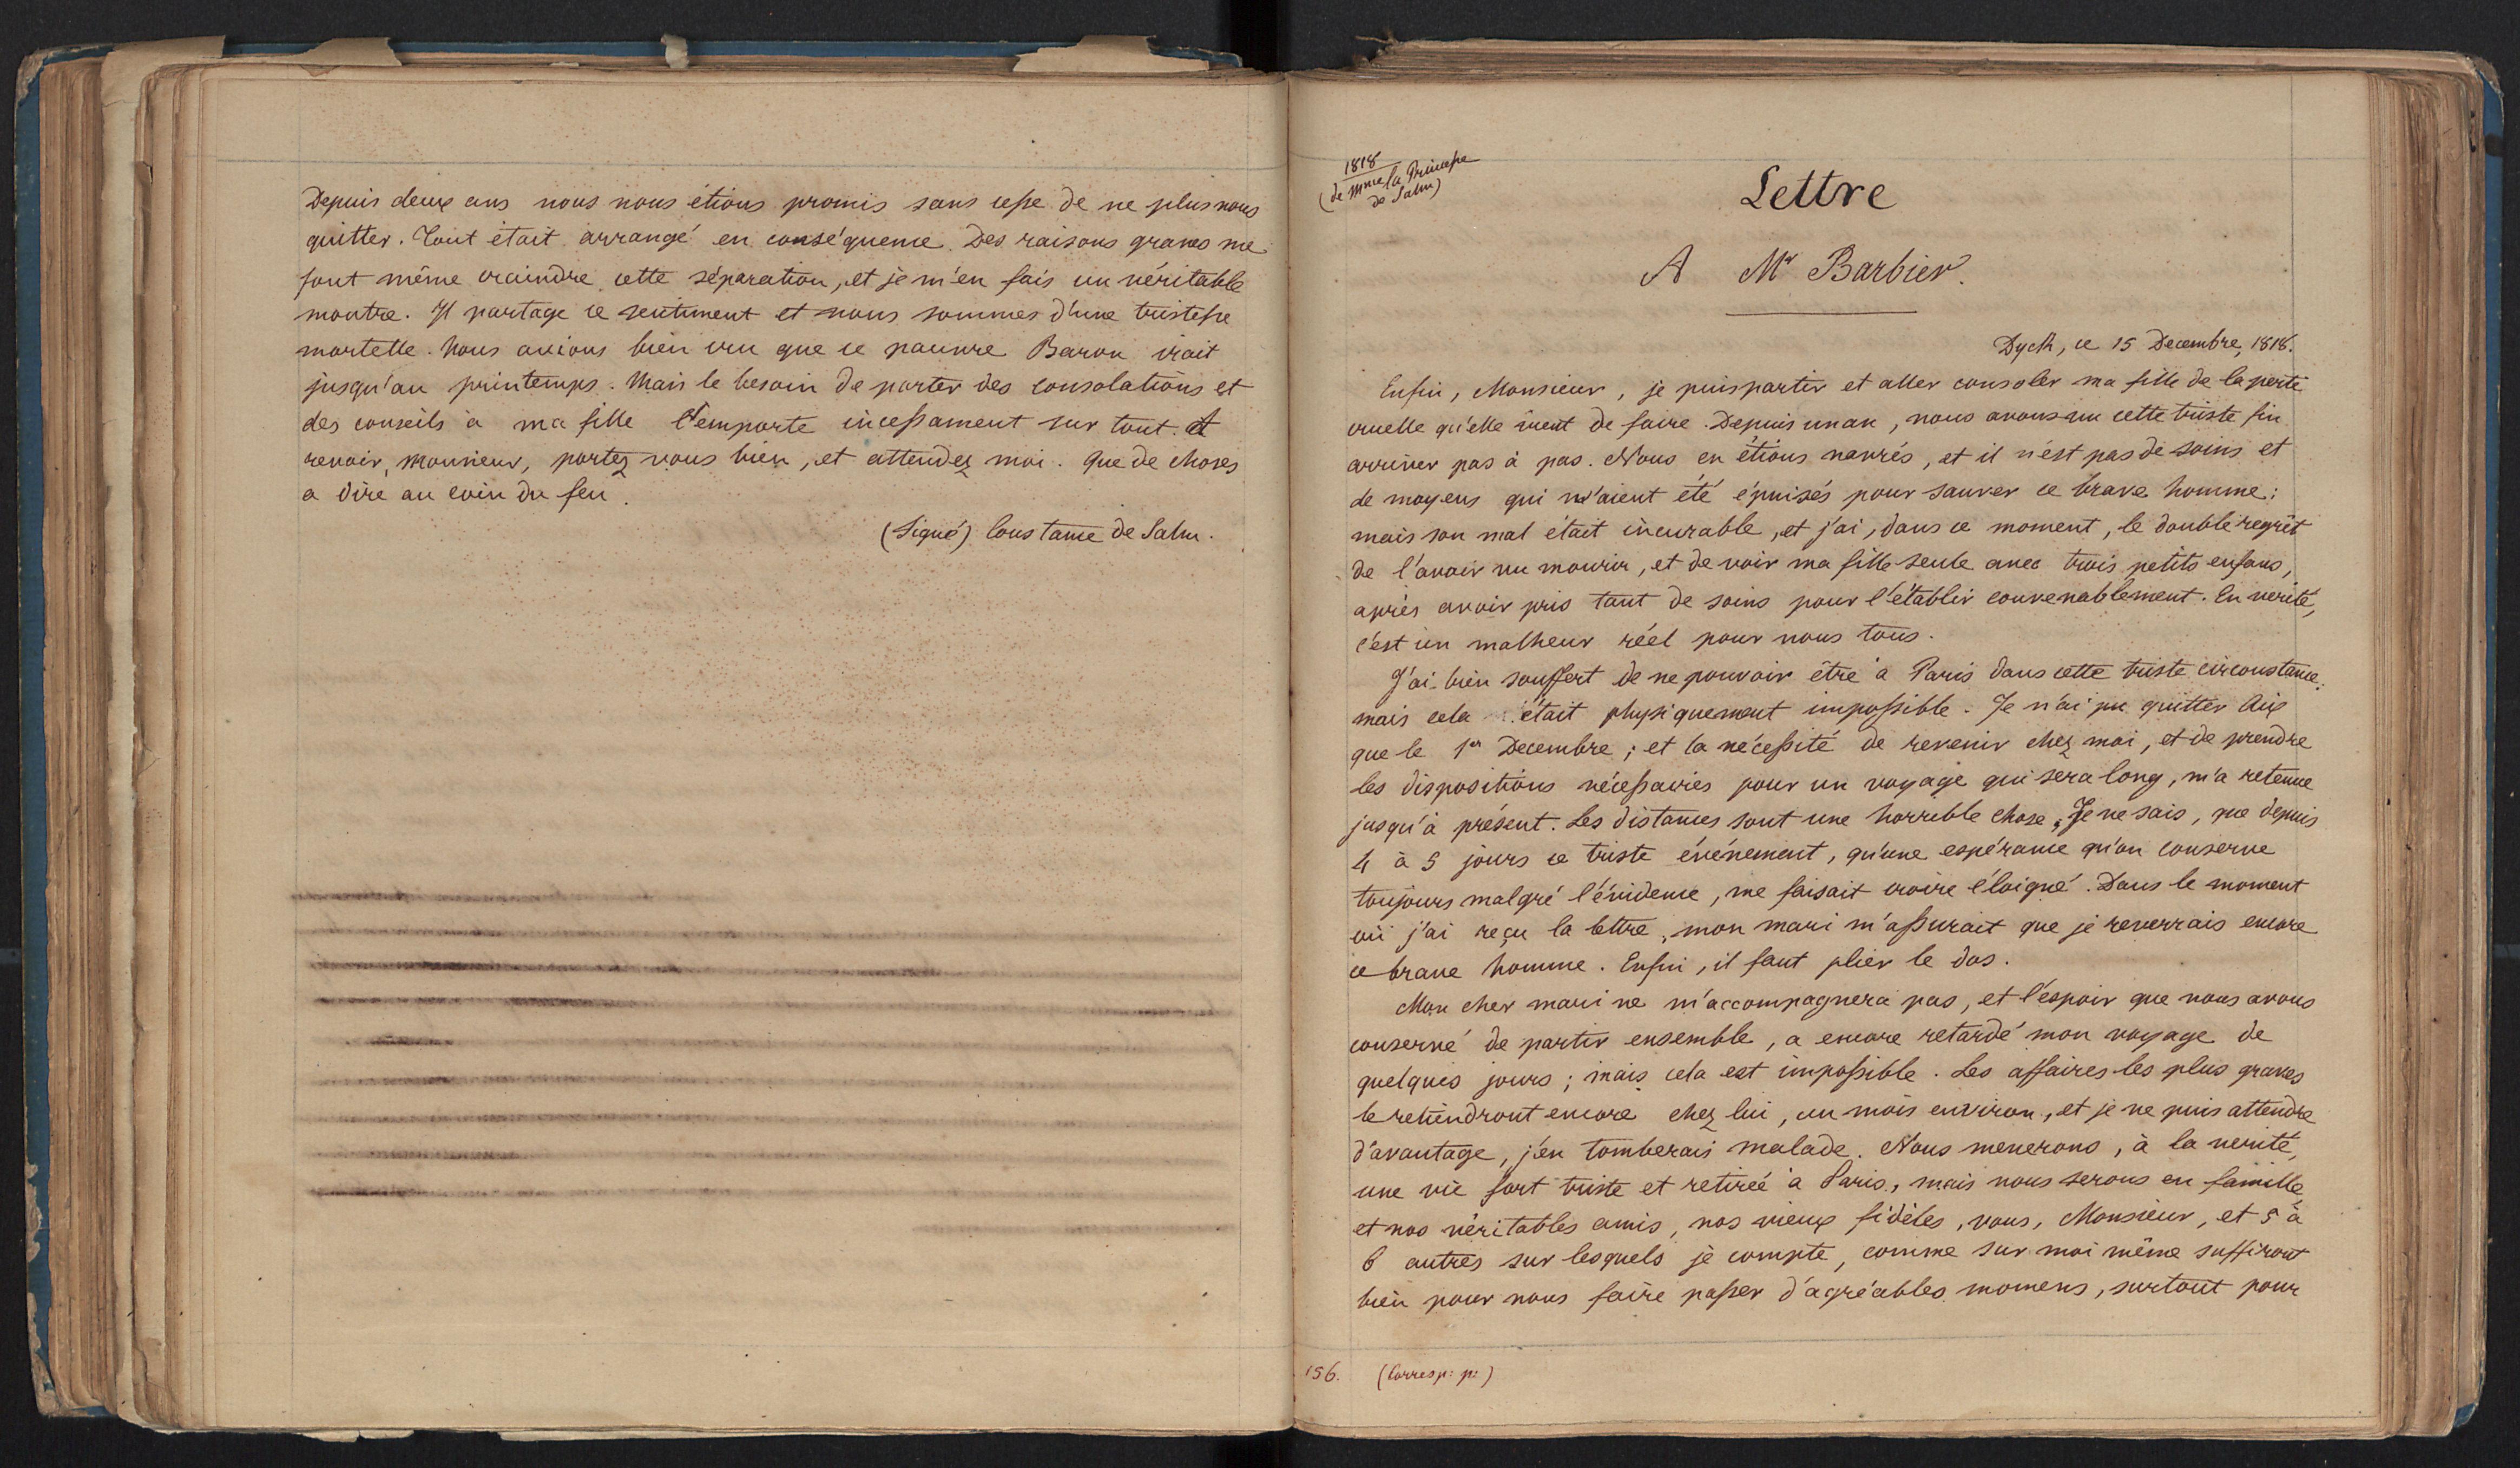 Depuis deux ans nous nous étions promis sans cesse de ne plus nous
quitter. Tout était arrangé en conséquence. Des raisons graves me
font même craindre cette séparation, et je m'en fais un véritable
montre. Il partage ce sentiment et nous sommes d'une tristesse
mortelle. Nous avions bien cru que ce pauvre Baron irait
jusqu'au printemps. Mais le besoin de porter des consolations et
des conseils à ma fille l'emporte incessament sur tout. A
revoir, Monsieur, portez vous bien, et attendez moi. Que de choses
a dire au coin du feu.
(Signé) Constance de Salm.
1818
(de Mme la Princesse
de Salm)
Lettre
A Mr Barbier.
Dyck, ce 15 Decembre, 1818.
Enfin, Monsieur, je puis partir et aller consoler ma fille de la perte
cruelle qu'elle vient de faire. Depuis un an, nous avons vu cette triste fin
arriver pas à pas. Nous en étions navrés, et il n'est pas de soins et
de moyens qui n'aient été épuisés pour sauver ce brave homme;
mais son mal était incurable, et j'ai, dans ce moment, le double regrèt
de l'avoir vu mourir, et de voir ma fille seule avec trois petits enfans,
après avoir pris tant de soins pour l'établir convenablement. En verité,
c'est un malheur réel pour nous tous.
J'ai bien souffert de ne pouvoir être à Paris dans cette triste circonstance;
mais cela était physiquement impossible. Je n'ai pu quitter Aix
que le 1er Decembre; et la nécessité de revenir chez moi, et de prendre
les dispositions nécessaires pour un voyage qui sera long, m'a retenue
jusqu'à présent. Les distances sont une horrible chose. Je ne sais, que depuis
4 à 5 jours ce triste événement, qu'une espérance qu'on conserve
toujours malgré l'évidence, me faisait croire éloigné. Dans le moment
où j'ai reçu la lettre, mon mari m'assurait que je reverrais encore
ce brave homme. Enfin, il faut plier le dos.
Mon cher mari ne m'accompagnera pas, et l'espoir que nous avons
conservé de partir ensemble, a encore retardé mon voyage de
quelques jours; mais cela est impossible. Les affaires les plus graves
le retiendront encore chez lui, un mois environ, et je ne puis attendre
d'avantage, j'en tomberais malade. Nous menerons, à la verité,
une vie fort triste et retirée à Paris, mais nous serons en famille,
et nos véritables amis, nos vieux fidèles, vous, Monsieur, et 5 à
6 autres sur lesquels je compte, comme sur moi même suffiront
bien pour nous faire passer d'agréables momens, surtout pour
156. (Corresp: p:)